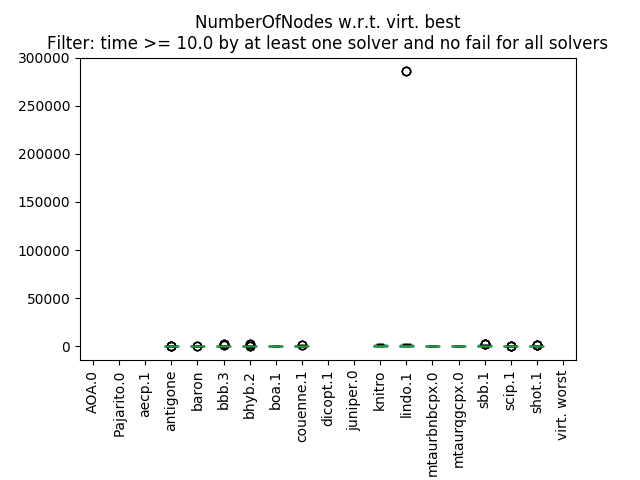 NumberOfNodes w.r.t. virt. best
Filter: time >= 10.0 by at least one solver and no fail for all solvers
300000
250000
200000
150000
100000
50000
0
AOA.0
Pajarito.0
aecp.1
antigone
baron
bbb.3
bhyb.2
boa.1
couenne.1
dicopt.1
juniper.0
knitro
lindo.1
mtaurbnbcpx.0
mtaurqgcpx.0
sbb.1
scip.1
shot.1
virt. worst